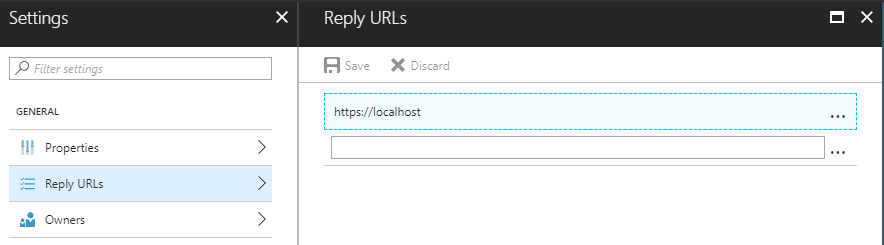 Settings
Filter settings
GENERAL
Properties
Reply URLs
Owners
Reply URLs
Save Discard
https://localhost
...
...